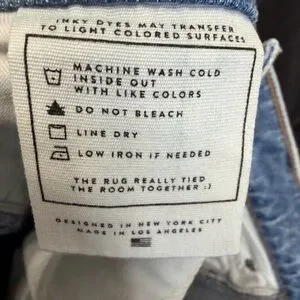 INKY DYES MAY TRANSFER
TO LIGHT COLORED SURFACES
MACHINE WASH COLD
INSIDE OUT
WITH LIKE COLORS
DO NOT BLEACH
LINE DRY
LOW IRON IF NEEDED
THE RUG REALLY TIED
THE ROOM TOGETHER :)
DESIGNED IN NEW YORK CITY
MADE IN LOS ANGELES